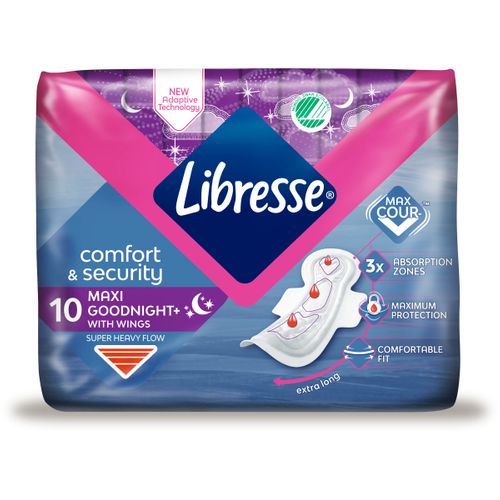 NEW
Adaptive
Technology
Libresse®
MAX
COUR-™
comfort
& security
10 MAXI
GOODNIGHT+
WITH WINGS
SUPER HEAVY FLOW
3x ABSORPTION
ZONES
MAXIMUM
PROTECTION
COMFORTABLE
FIT
extra long